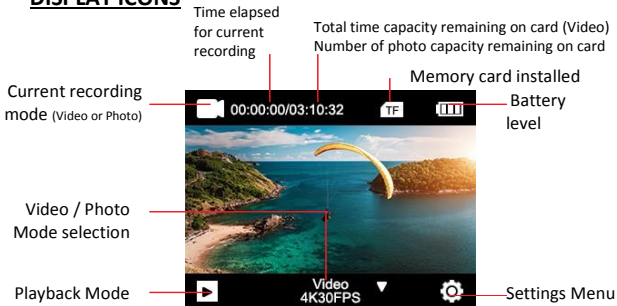 DISPLAY ICONS
Time elapsed
for current
recording
Total time capacity remaining on card (Video)
Number of photo capacity remaining on card
Memory card installed
Current recording
mode (Video or Photo)
Battery
level
00:00:00/03:10:32
TF
Video / Photo
Mode selection
Playback Mode
Video
4K30FPS
Settings Menu